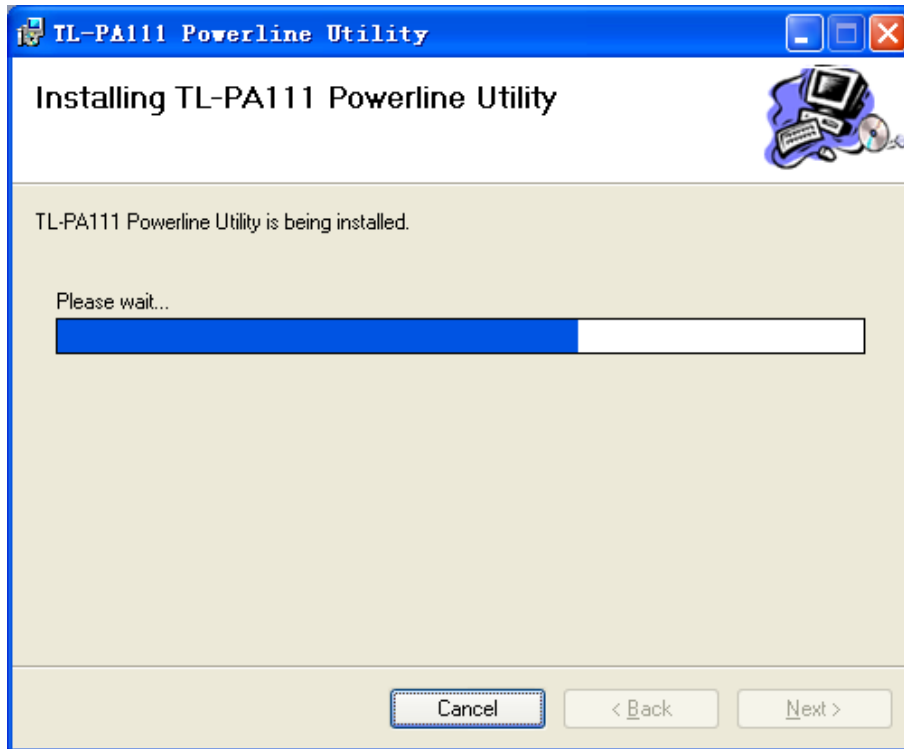 TL-PA111 Powerline Utility
Installing TL-PA111 Powerline Utility
TL-PA111 Powerline Utility is being installed.
Please wait...
Cancel
< Back
Next >